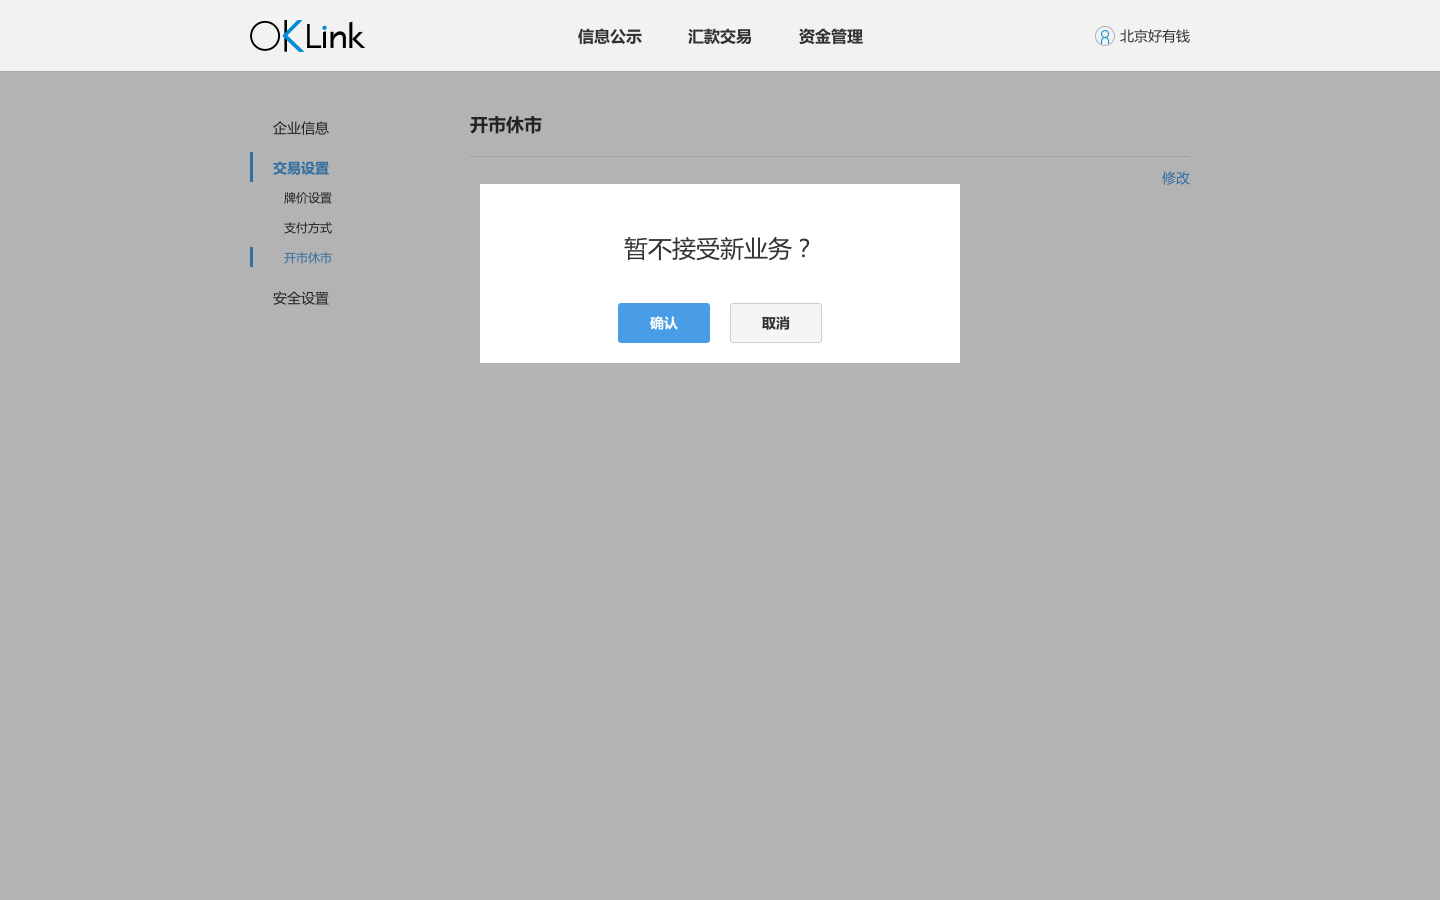 OKLink
信息公示 汇款交易 资金管理
北京好有钱
企业信息
交易设置
牌价设置
支付方式
开市休市
安全设置
开市休市
修改
暂不接受新业务？
确认 取消